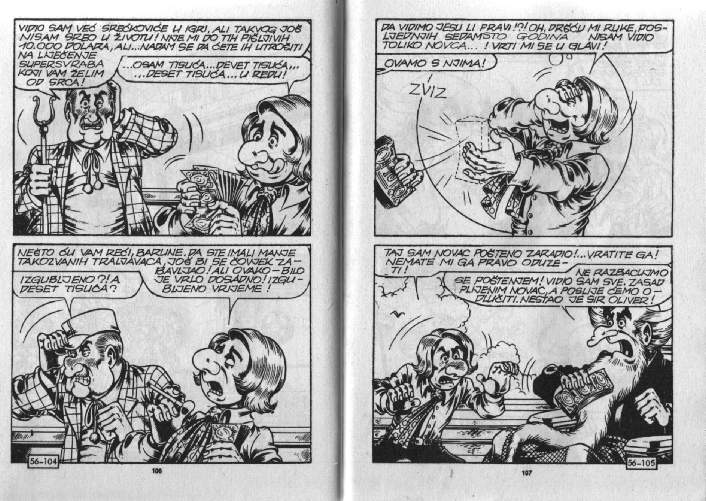 VIDIO SAM VEĆ SREĆKOVIĆE U IGRI, ALI TAKVOG JOŠ
NISAM SREO U ŽIVOTU! NIJE MI DO TIH PIŠLJIVIH
10.000 DOLARA, ALI...NADAM SE DA ĆETE IH UTROŠITI
NA LIJEČENJE
SUPERSVRABA
KOJI VAM ŽELIM
OD SRCA!
...OSAM TISUĆA...DEVET TISUĆA...
...DESET TISUĆA... U REDU!
NEŠTO ĆU VAM REĆI, BARUNE. DA STE IMALI MANJE
TAKOZVANIH TRALJAVACA, JOŠ BI SE ČOVJEK ZA-
BAVLJAO! ALI OVAKO - BILO
JE VRLO DOSADNO! IZGU-
BLJENO VRIJEME!
IZGUBLJENO?! A
DESET TISUĆA?
56-104
106
DA VIDIMO JESU LI PRAVI!?! OH, DRŠĆU MI RUKE, POS-
LJEDNJIH SEDAMSTO GODINA NISAM VIDIO
TOLIKO NOVCA...! VRTI MI SE U GLAVI!
OVAMO S NJIMA!
ZVIZ
TAJ SAM NOVAC POŠTENO ZARADIO!...VRATITE GA!
NEMATE MI GA PRAVO ODUZE-
TI!
NE RAZBACUJMO
SE POŠTENJEM! VIDIO SAM SVE. ZASAD
PLIJENIM NOVAC, A POSLIJE ĆEMO O-
DLUČITI. NESTAO JE SIR OLIVER!
107
56-105